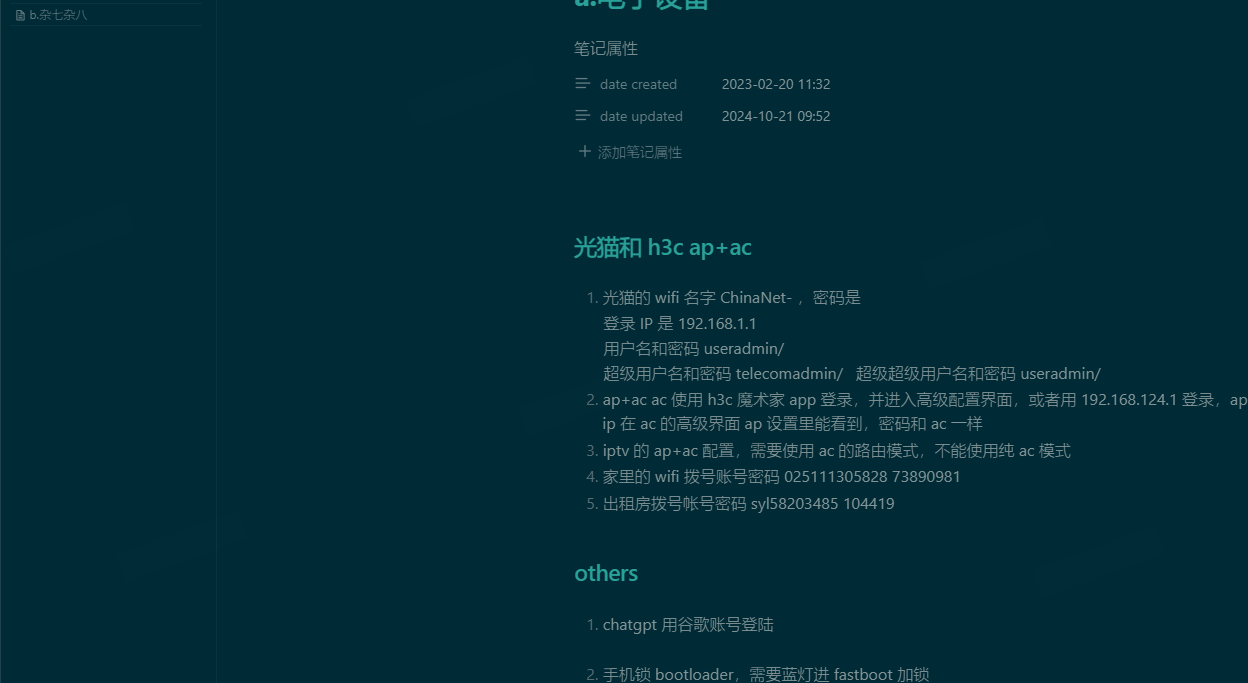 b.杂七杂八
a.电子设备
笔记属性
date created 2023-02-20 11:32
date updated 2024-10-21 09:52
添加笔记属性
光猫和 h3c ap+ac
1. 光猫的 wifi 名字 ChinaNet- ，密码是
登录 IP 是 192.168.1.1
用户名和密码 useradmin/
超级用户名和密码 telecomadmin/ 超级超级用户名和密码 useradmin/
2. ap+ac ac 使用 h3c 魔术家 app 登录，并进入高级配置界面，或者用 192.168.124.1 登录，ap
ip 在 ac 的高级界面 ap 设置里能看到，密码和 ac 一样
3. iptv 的 ap+ac 配置，需要使用 ac 的路由模式，不能使用纯 ac 模式
4. 家里的 wifi 拨号账号密码 025111305828 73890981
5. 出租房拨号帐号密码 syl58203485 104419
others
1. chatgpt 用谷歌账号登陆
2. 手机锁 bootloader，需要蓝灯进 fastboot 加锁